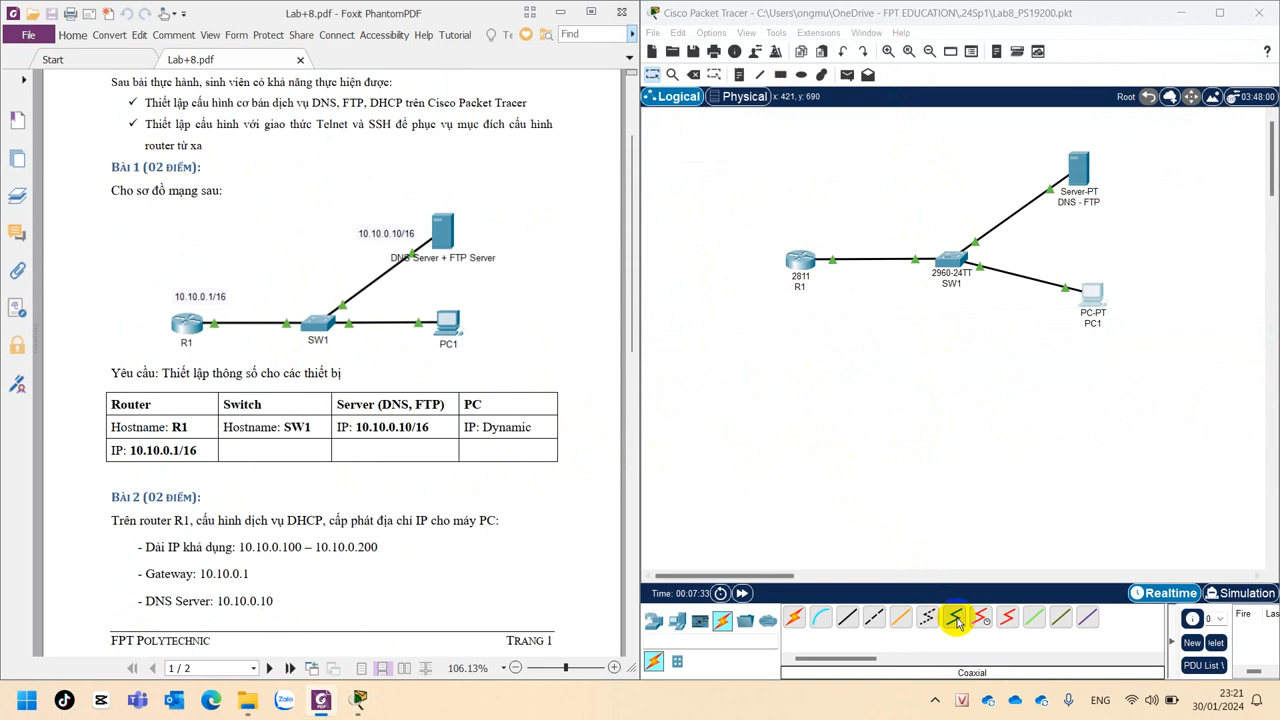 Lab+8.pdf - Foxit PhantomPDF
File Home Convert Edit Organize Comment View Form Protect Share Connect Accessibility Help Tutorial Find
Start Lab+8.pdf
Sau bài thực hành, sinh viên có khả năng thực hiện được:
✓ Thiết lập cấu hình cơ bản dịch vụ DNS, FTP, DHCP trên Cisco Packet Tracer
✓ Thiết lập cấu hình với giao thức Telnet và SSH để phục vụ mục đích cấu hình
router từ xa
BÀI 1 (02 ĐIỂM):
Cho sơ đồ mạng sau:
10.10.0.10/16
DNS Server + FTP Server
10.10.0.1/16
R1
SW1
PC1
Yêu cầu: Thiết lập thông số cho các thiết bị
Router Switch Server (DNS, FTP) PC
Hostname: R1 Hostname: SW1 IP: 10.10.0.10/16 IP: Dynamic
IP: 10.10.0.1/16
BÀI 2 (02 ĐIỂM):
Trên router R1, cấu hình dịch vụ DHCP, cấp phát địa chỉ IP cho máy PC:
- Dải IP khả dụng: 10.10.0.100 – 10.10.0.200
- Gateway: 10.10.0.1
- DNS Server: 10.10.0.10
FPT POLYTECHNIC TRANG 1
1 / 2 106.13%
Cisco Packet Tracer - C:\Users\ongmu\OneDrive - FPT EDUCATION\,24Sp1\Lab8_PS19200.pkt
File Edit Options View Tools Extensions Window Help
Logical Physical x: 421, y: 690 Root 03:48:00
Server-PT
DNS - FTP
2811
R1
2960-24TT
SW1
PC-PT
PC1
Time: 00:07:33 Realtime Simulation
0 Fire
New
PDU List
Coaxial
ENG 23:21
30/01/2024